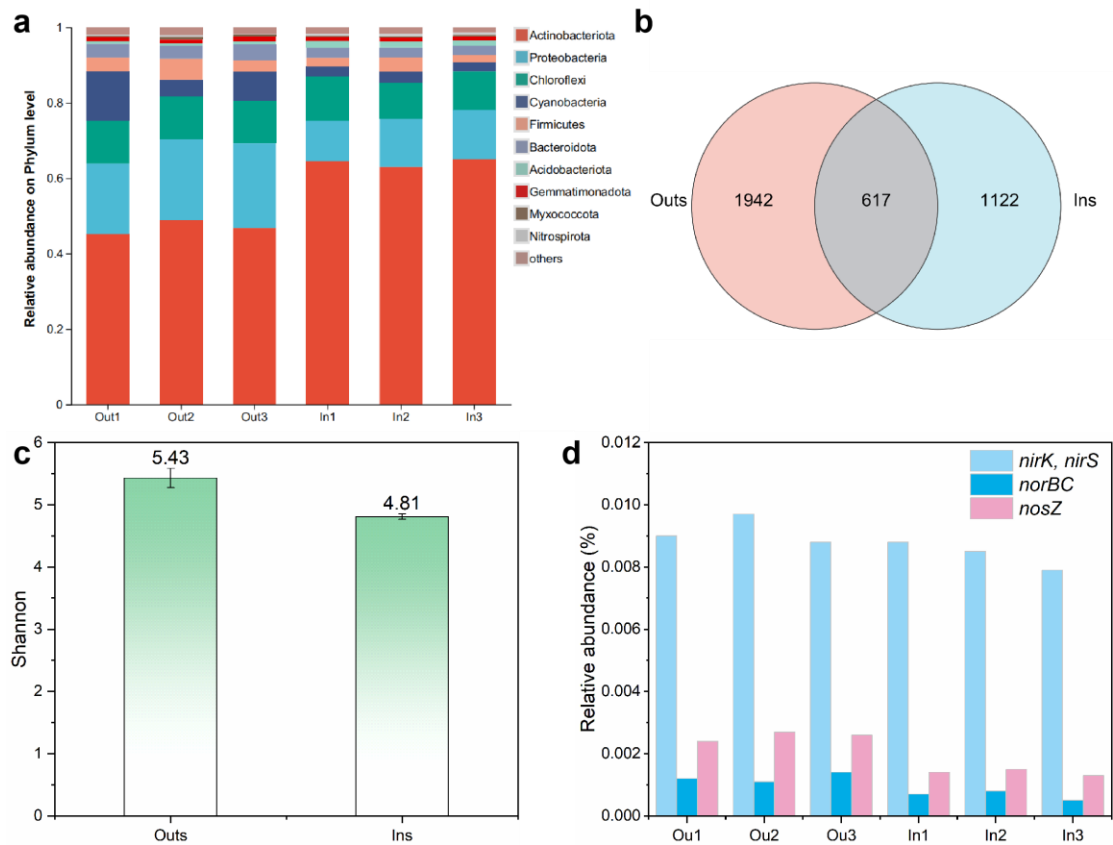 a
Relative abundance on Phylum level
1
0.8
0.6
0.4
0.2
0
Out1 Out2 Out3 In1 In2 In3
Actinobacteriota
Proteobacteria
Chloroflexi
Cyanobacteria
Firmicutes
Bacteroidota
Acidobacteriota
Gemmatimonadota
Myxococcota
Nitrospirota
others
b
Outs 1942 617 1122 Ins
c
Shannon
6
5
4
3
2
1
0
5.43
4.81
Outs Ins
d
Relative abundance (%)
0.012
0.010
0.008
0.006
0.004
0.002
0.000
nirK, nirS
norBC
nosZ
Ou1 Ou2 Ou3 In1 In2 In3